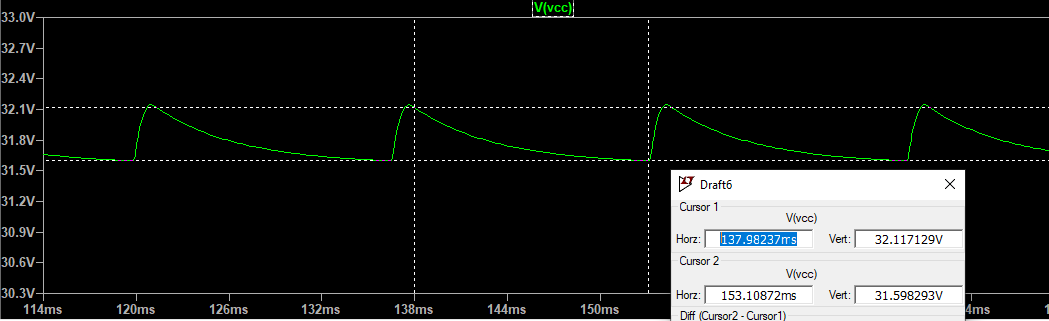 V(vcc)
33.0V
32.7V
32.4V
32.1V
31.8V
31.5V
31.2V
30.9V
30.6V
30.3V
114ms 120ms 126ms 132ms 138ms 144ms 150ms 4ms
Draft6
Cursor 1
V(vcc)
Horz: 137.98237ms Vert: 32.117129V
Cursor 2
V(vcc)
Horz: 153.10872ms Vert: 31.598293V
Diff (Cursor2 - Cursor1)